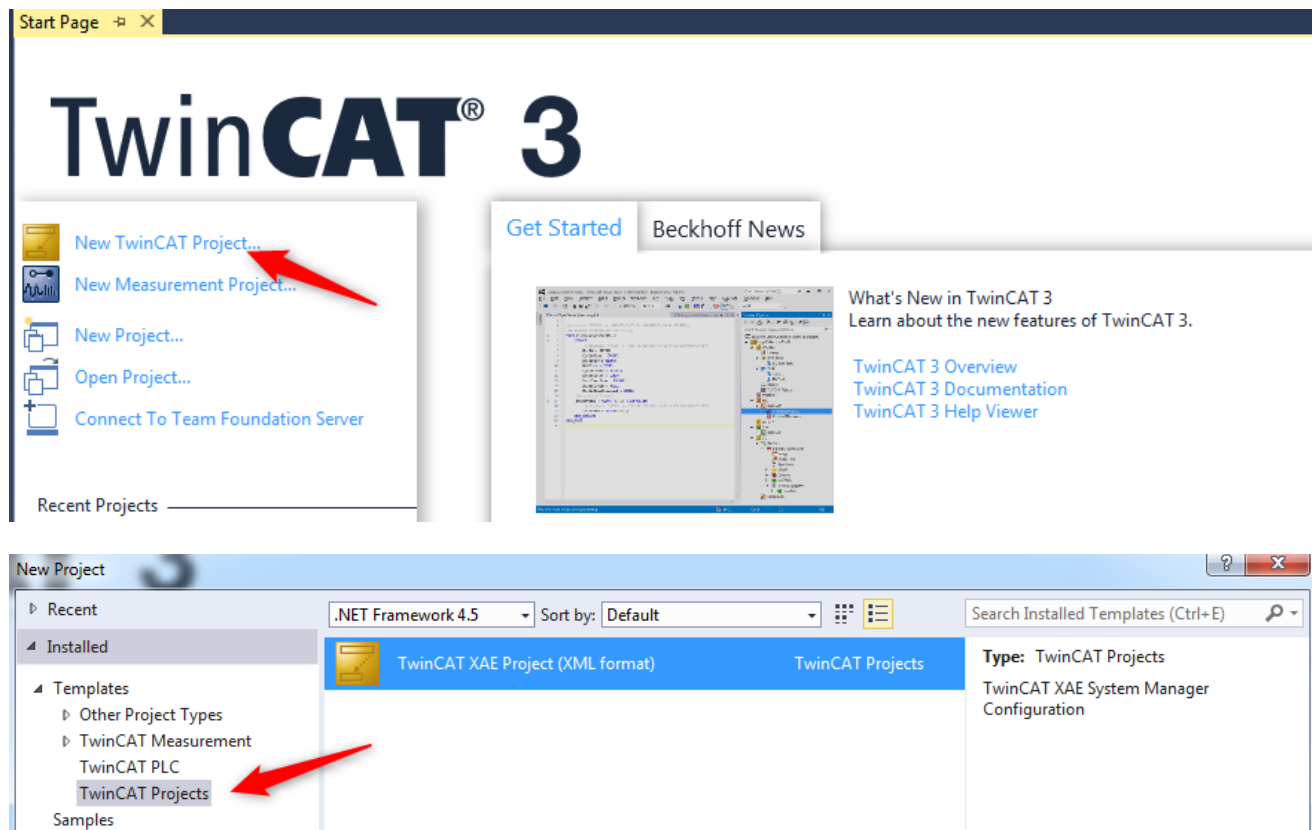 Start Page
TwinCAT® 3
New TwinCAT Project...
New Measurement Project...
New Project...
Open Project...
Connect To Team Foundation Server
Recent Projects
Get Started
Beckhoff News
What's New in TwinCAT 3
Learn about the new features of TwinCAT 3.
TwinCAT 3 Overview
TwinCAT 3 Documentation
TwinCAT 3 Help Viewer
New Project
Recent
Installed
Templates
Other Project Types
TwinCAT Measurement
TwinCAT PLC
TwinCAT Projects
Samples
.NET Framework 4.5
Sort by: Default
Search Installed Templates (Ctrl+E)
TwinCAT XAE Project (XML format)
TwinCAT Projects
Type: TwinCAT Projects
TwinCAT XAE System Manager
Configuration